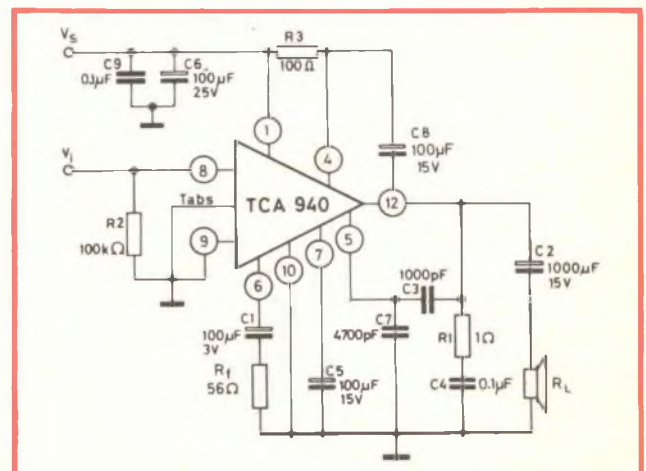 Vs
R3
100Ω
C9
0.1µF
C6
100µF
25V
1
4
C8
100µF
15V
Vi
8
Tabs
TCA 940
12
R2
100kΩ
9
5
6
10
7
1000pF
C3
C2
1000µF
15V
C1
100µF
3V
C7
4700pF
R1
1Ω
Rf
56Ω
C5
100µF
15V
C4
0.1µF
RL